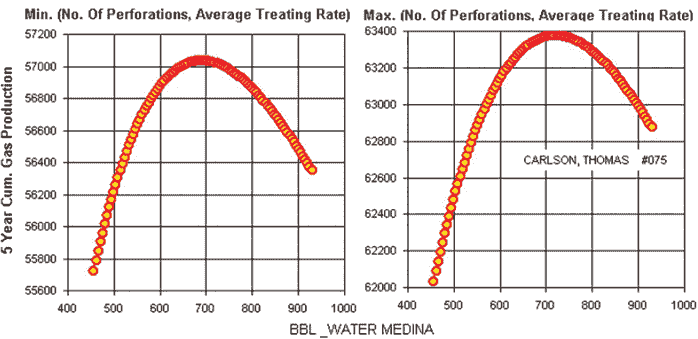 Min. (No. Of Perforations, Average Treating Rate)
5 Year Cum. Gas Production
57200
57000
56800
56600
56400
56200
56000
55800
55600
400 500 600 700 800 900 1000
Max. (No. Of Perforations, Average Treating Rate)
63400
63200
63000
62800
62600
62400
62200
62000
CARLSON, THOMAS #075
400 500 600 700 800 900 1000
BBL _WATER MEDINA